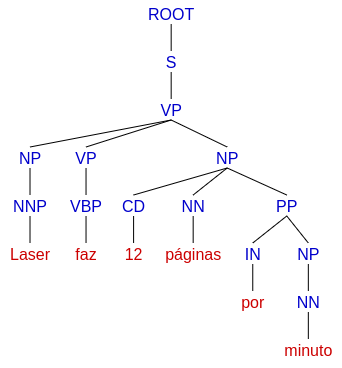 ROOT
S
VP
NP VP NP
NNP VBP CD NN PP
Laser faz 12 páginas IN NP
por NN
minuto